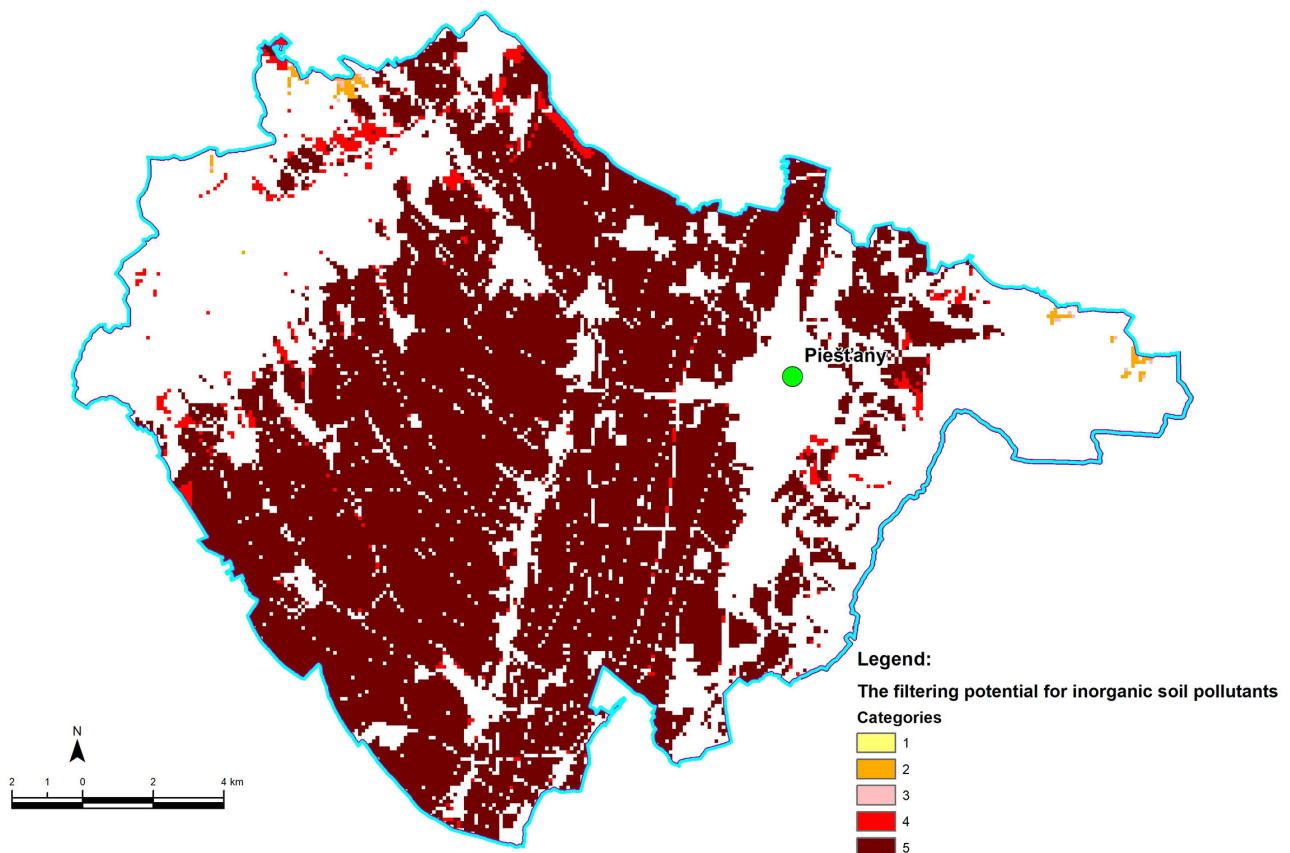 Piešťany
Legend:
The filtering potential for inorganic soil pollutants
Categories
1
2
3
4
5
N
2 1 0 2 4 km